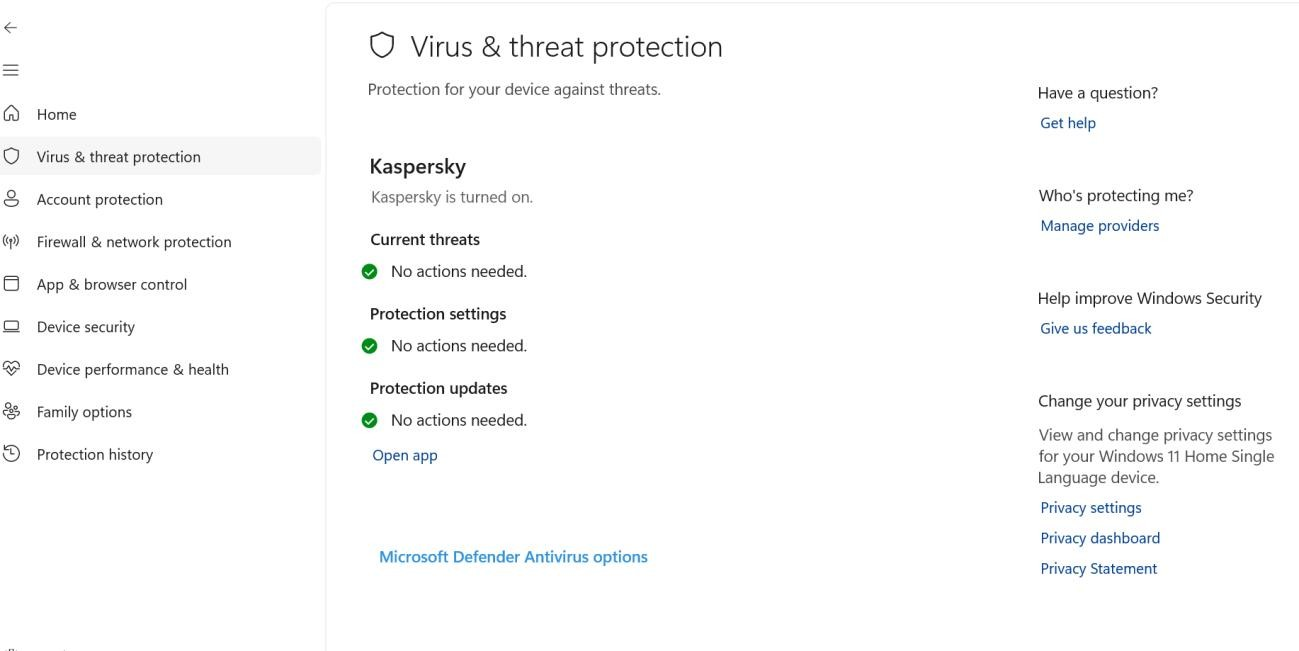 Home
Virus & threat protection
Account protection
Firewall & network protection
App & browser control
Device security
Device performance & health
Family options
Protection history
Virus & threat protection
Protection for your device against threats.
Kaspersky
Kaspersky is turned on.
Current threats
No actions needed.
Protection settings
No actions needed.
Protection updates
No actions needed.
Open app
Microsoft Defender Antivirus options
Have a question?
Get help
Who's protecting me?
Manage providers
Help improve Windows Security
Give us feedback
Change your privacy settings
View and change privacy settings
for your Windows 11 Home Single
Language device.
Privacy settings
Privacy dashboard
Privacy Statement